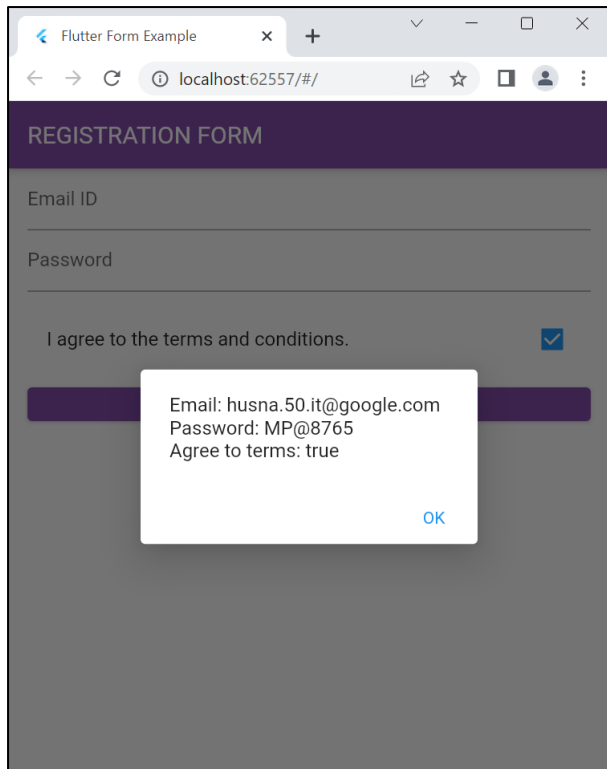 Flutter Form Example
localhost:62557/#/
REGISTRATION FORM
Email ID
Password
I agree to the terms and conditions.
Email: husna.50.it@google.com
Password: MP@8765
Agree to terms: true
OK